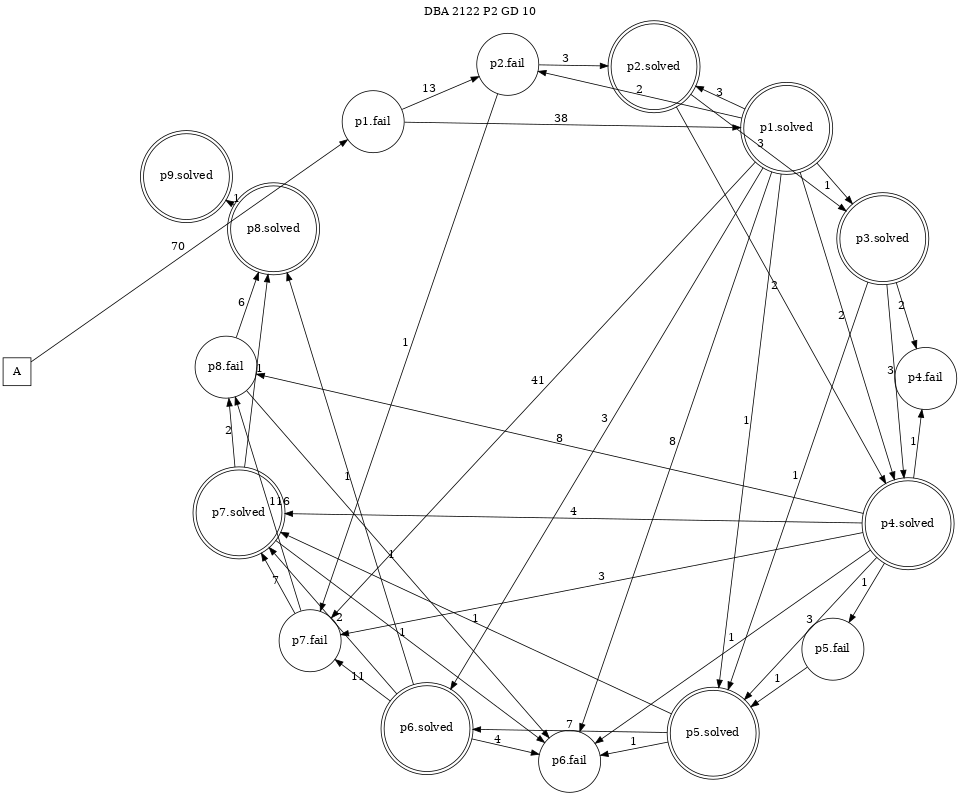 DBA 2122 P2 GD 10
p2.fail
3
p2.solved
13
2
3
p1.fail
38
p1.solved
3
p9.solved
1
1
p8.solved
p3.solved
70
6
2
2
2
1
p8.fail
1
A
3
p4.fail
41
2
8
3
8
1
1
1
1
116
p7.solved
4
p4.solved
1
7
3
1
2
1
1
3
p7.fail
1
p5.fail
11
1
p6.solved
7
p5.solved
4
1
p6.fail